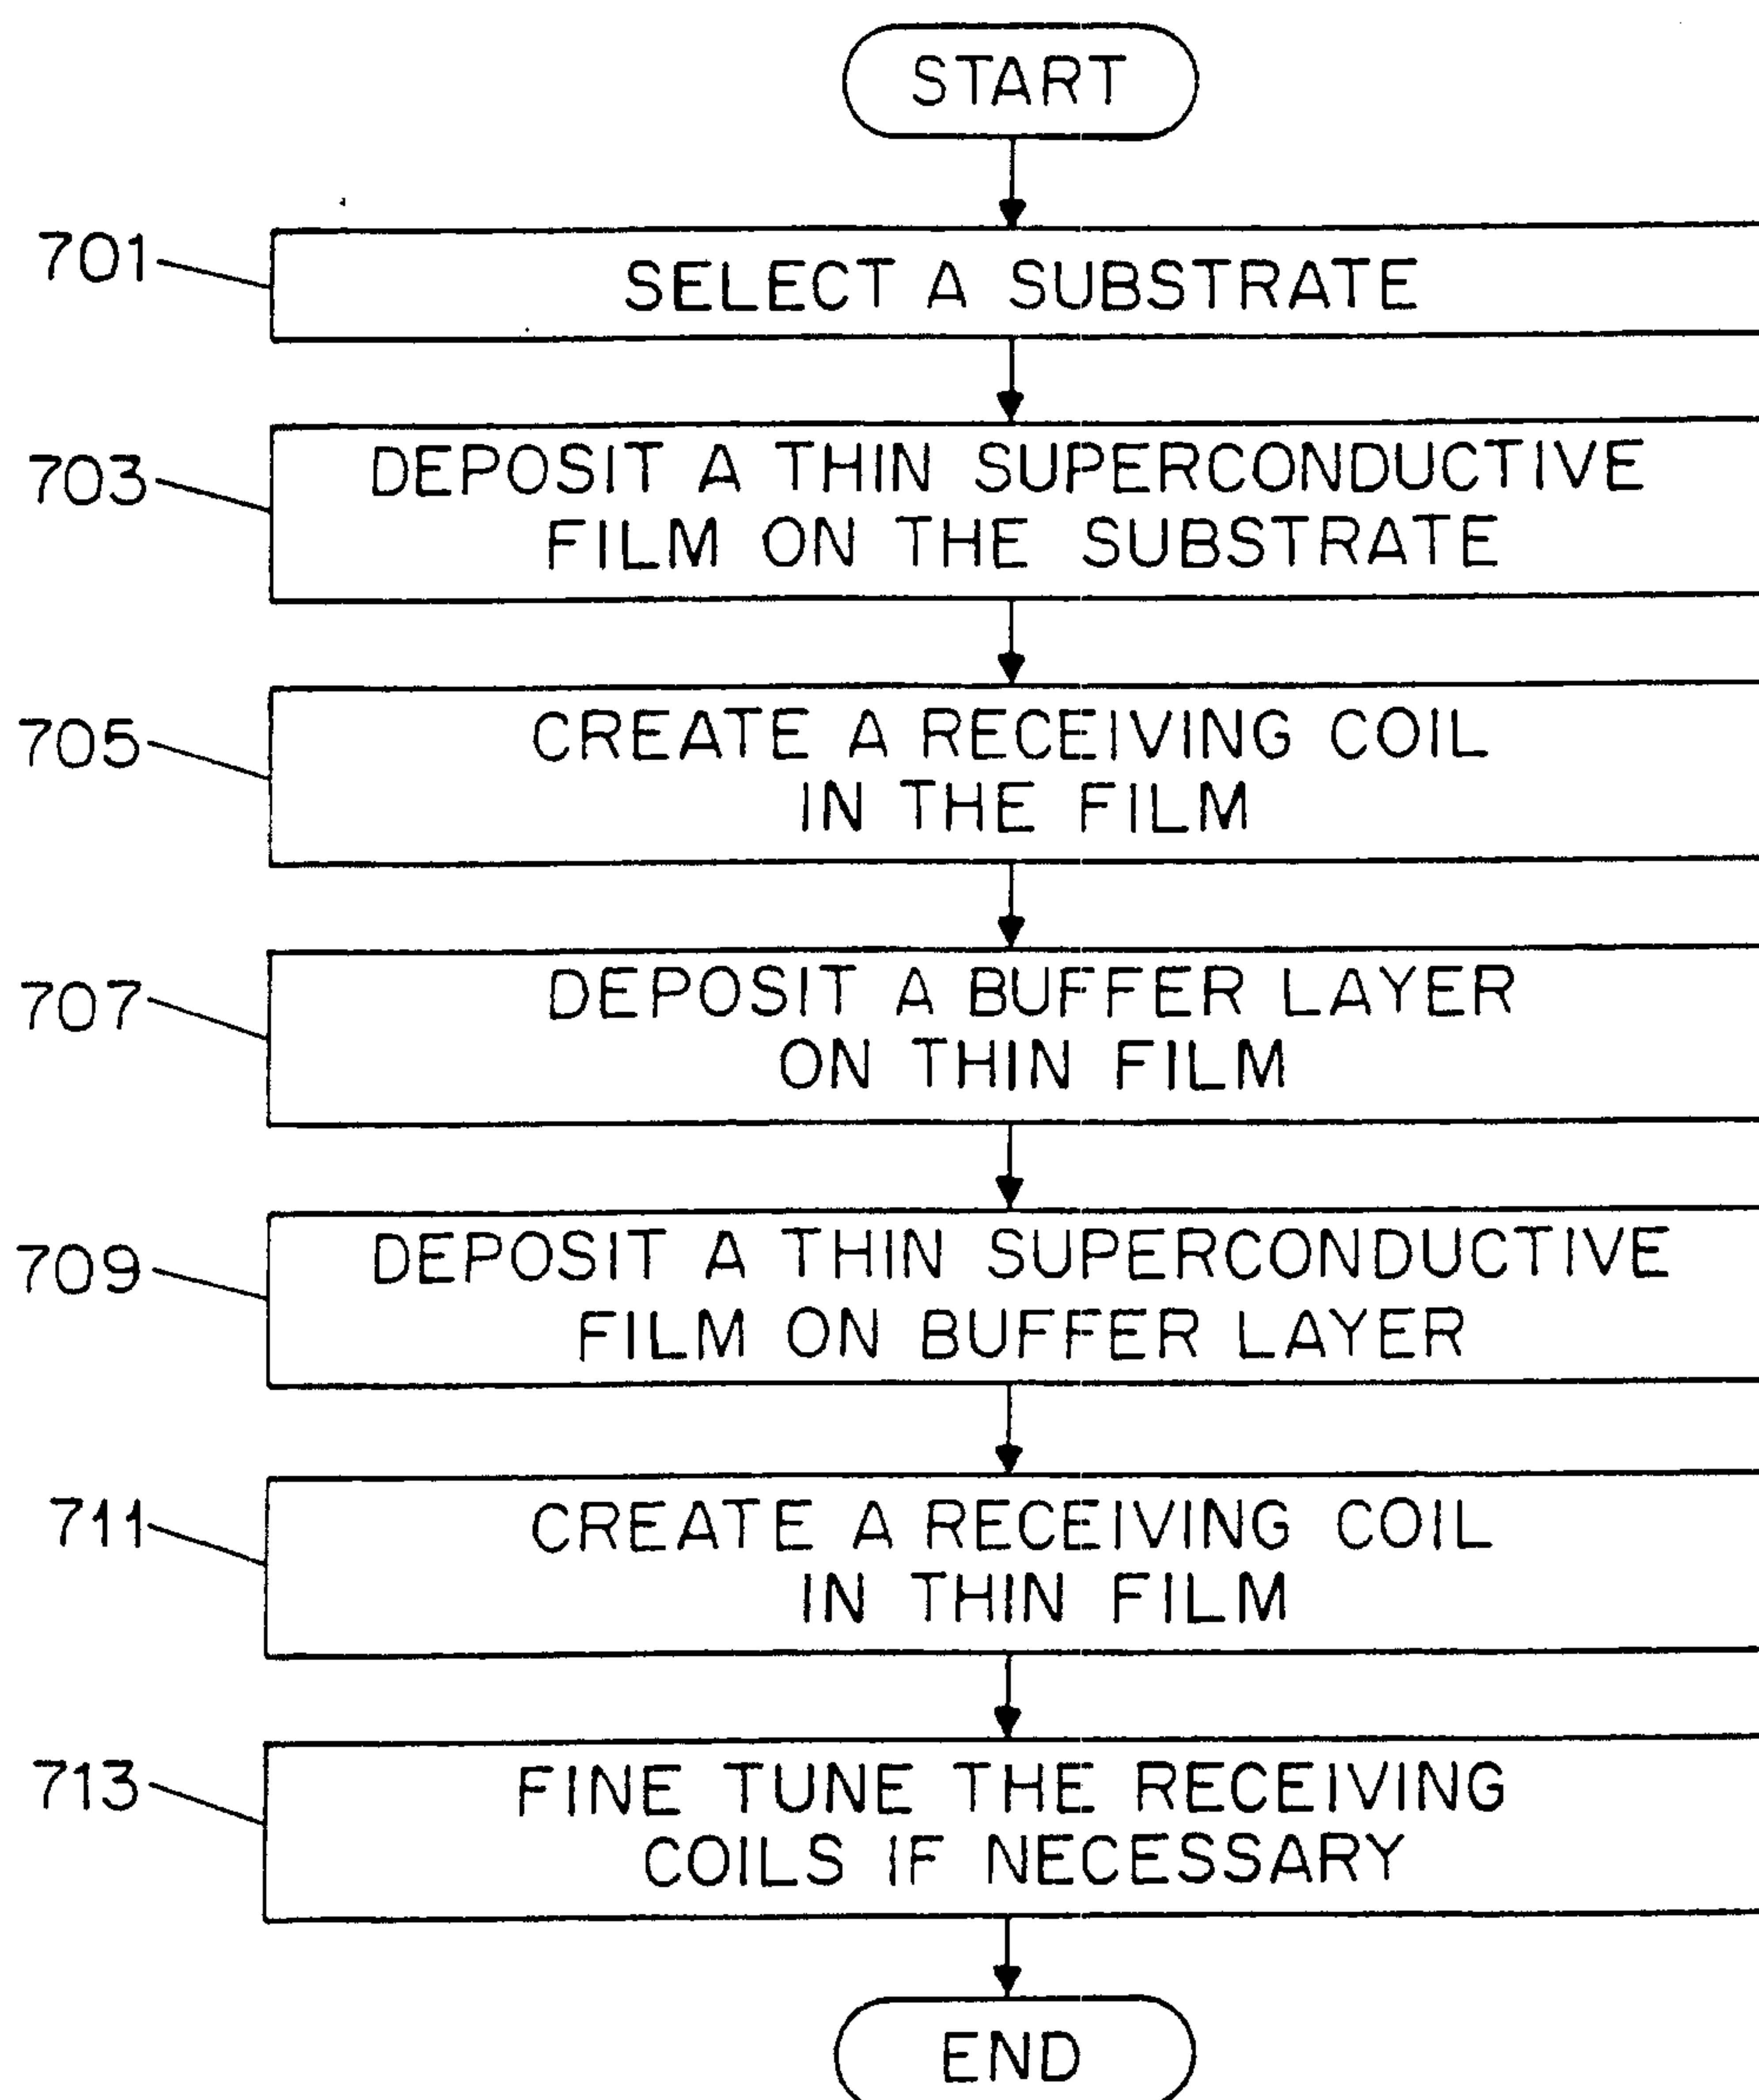 START
701
SELECT A SUBSTRATE
703
DEPOSIT A THIN SUPERCONDUCTIVE
FILM ON THE SUBSTRATE
705
CREATE A RECEIVING COIL
IN THE FILM
707
DEPOSIT A BUFFER LAYER
ON THIN FILM
709
DEPOSIT A THIN SUPERCONDUCTIVE
FILM ON BUFFER LAYER
711
CREATE A RECEIVING COIL
IN THIN FILM
713
FINE TUNE THE RECEIVING
COILS IF NECESSARY
END